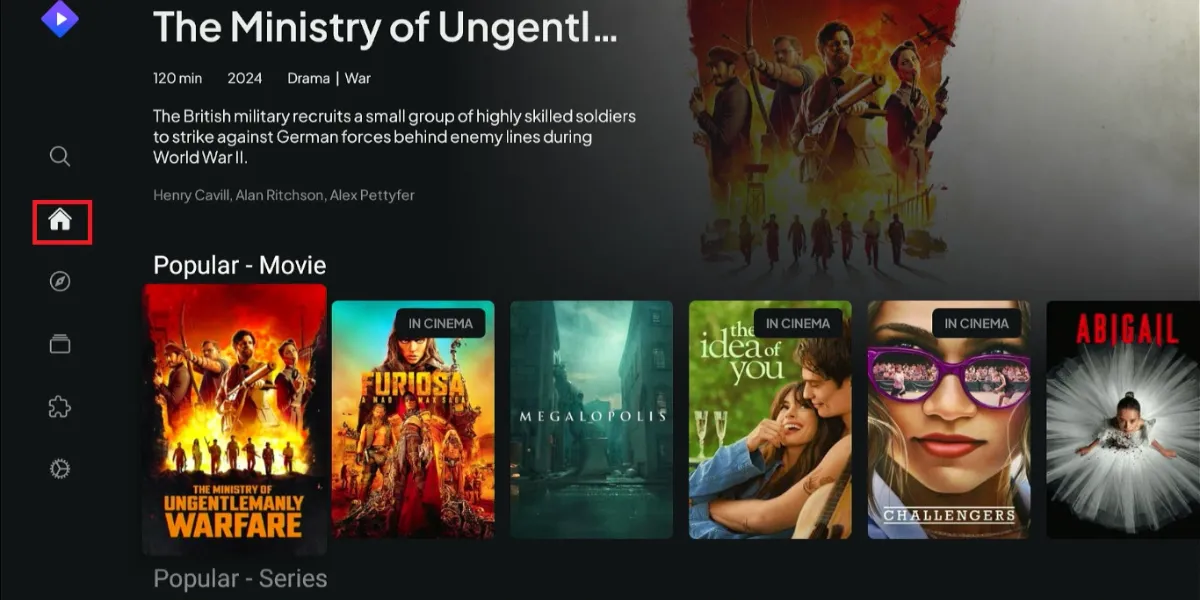 The Ministry of Ungentl...
120 min 2024 Drama | War
The British military recruits a small group of highly skilled soldiers
to strike against German forces behind enemy lines during
World War II.
Henry Cavill, Alan Ritchson, Alex Pettyfer
Popular - Movie
THE MINISTRY OF
UNGENTLEMANLY
WARFARE
IN CINEMA
FURIOSA
A MAD MAX SAGA
MEGALOPOLIS
IN CINEMA
the
idea of
you
IN CINEMA
CHALLENGERS
ABIGAIL
Popular - Series